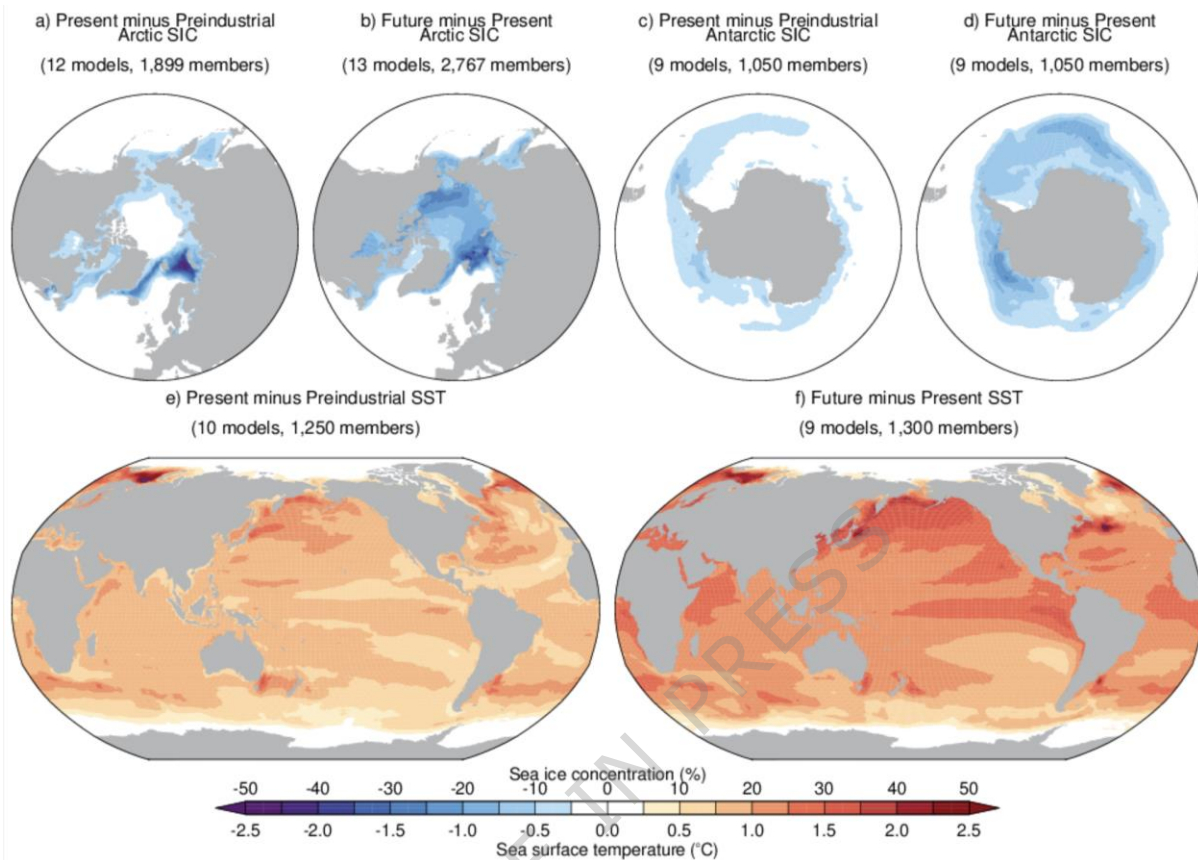 a) Present minus Preindustrial
Arctic SIC
(12 models, 1,899 members)
b) Future minus Present
Arctic SIC
(13 models, 2,767 members)
c) Present minus Preindustrial
Antarctic SIC
(9 models, 1,050 members)
d) Future minus Present
Antarctic SIC
(9 models, 1,050 members)
e) Present minus Preindustrial SST
(10 models, 1,250 members)
f) Future minus Present SST
(9 models, 1,300 members)
E IN PRESS
Sea ice concentration (%)
-50 -40 -30 -20 -10 0 10 20 30 40 50
-2.5 -2.0 -1.5 -1.0 -0.5 0.0 0.5 1.0 1.5 2.0 2.5
Sea surface temperature (°C)